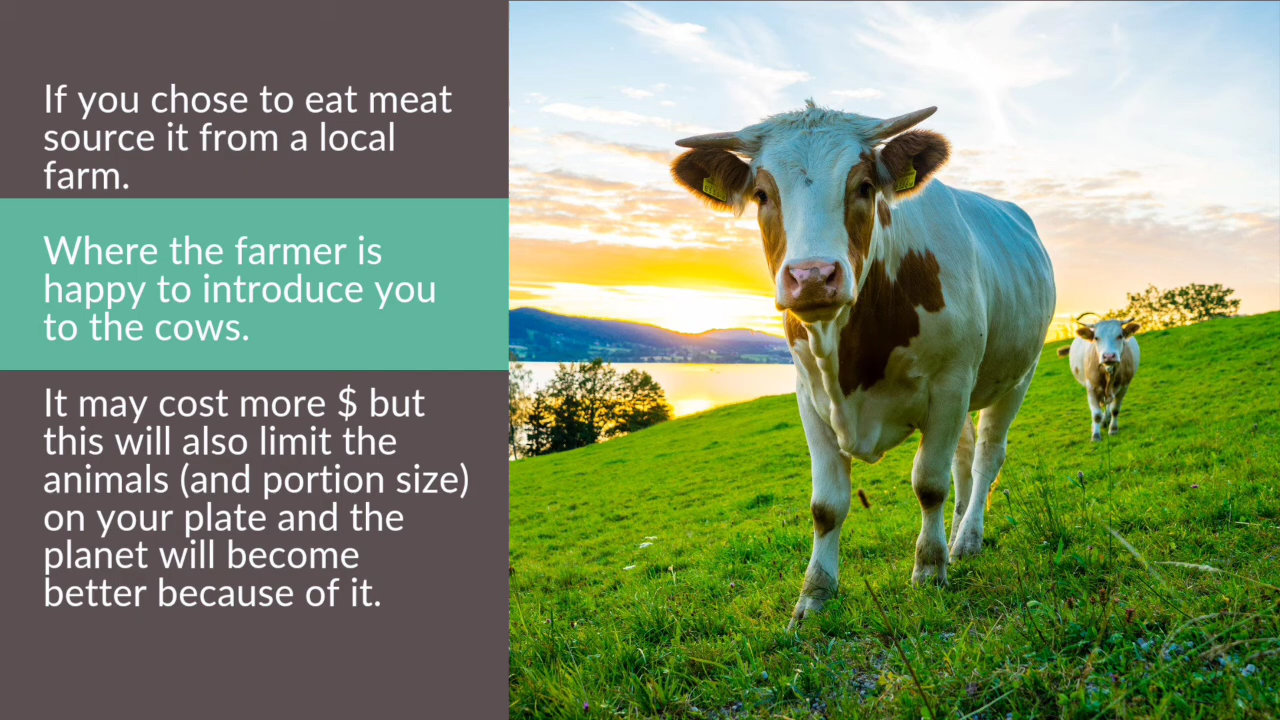 If you chose to eat meat
source it from a local
farm.
Where the farmer is
happy to introduce you
to the cows.
It may cost more $ but
this will also limit the
animals (and portion size)
on your plate and the
planet will become
better because of it.